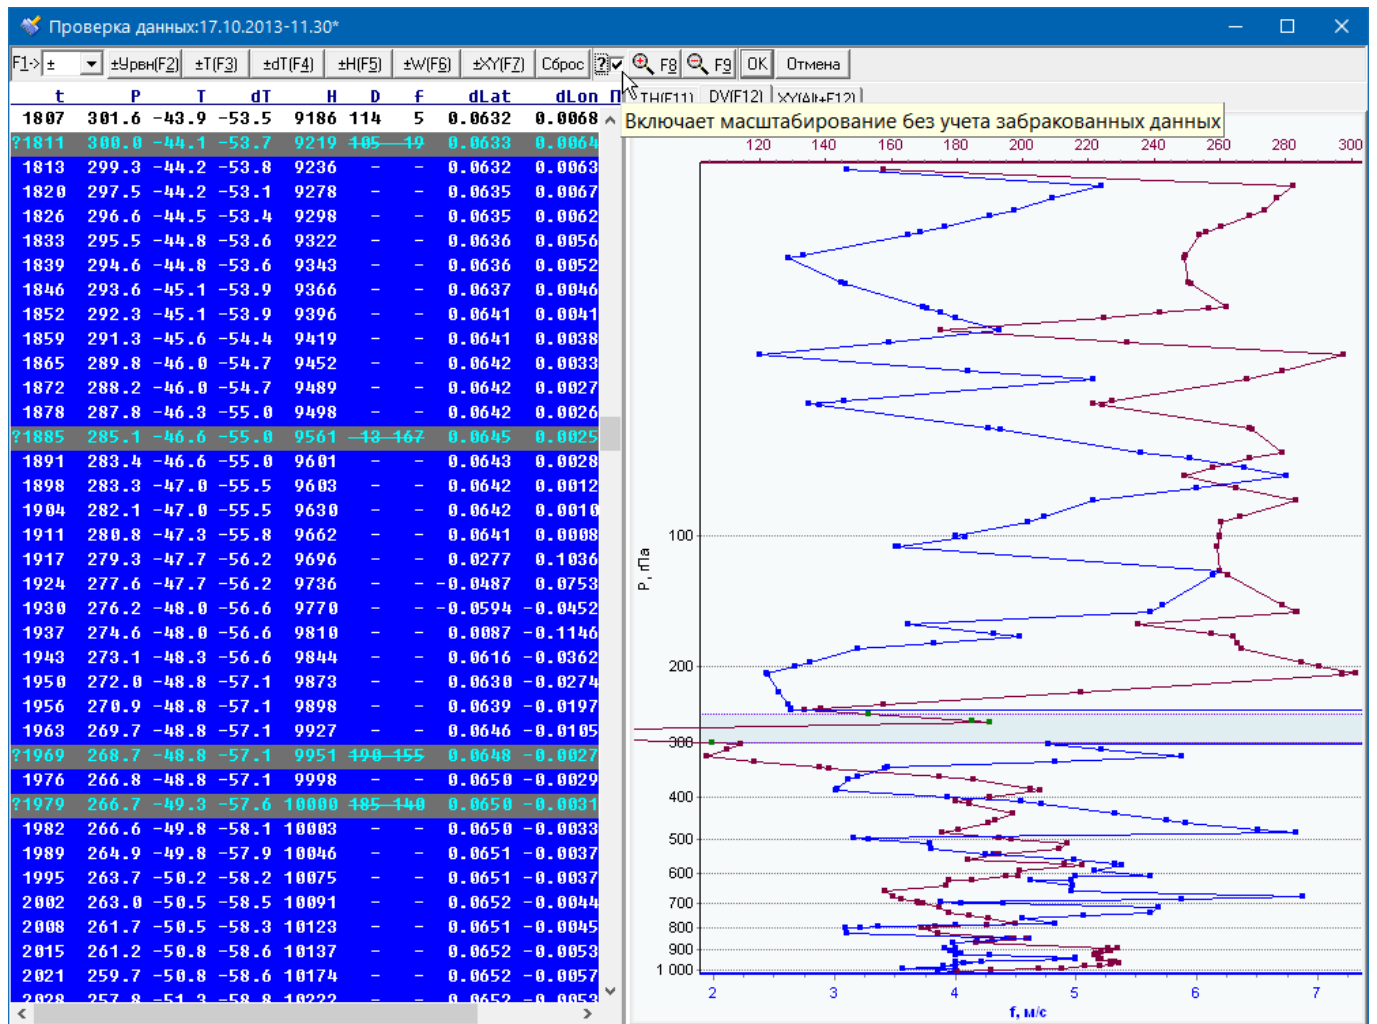 Проверка данных:17.10.2013-11.30*
F1-> ± ±Урвн(F2) ±T(F3) ±dT(F4) ±H(F5) ±W(F6) ±XY(F7) Сброс ? F8 F9 OK Отмена
t P T dT H D f dLat dLon П
TH(F11) DV(F12) XY(Alt+F12)
Включает масштабирование без учета забракованных данных
1807 301.6 -43.9 -53.5 9186 114 5 0.0632 0.0068
?1811 300.0 -44.1 -53.7 9219 105 19 0.0633 0.0064
1813 299.3 -44.2 -53.8 9236 - - 0.0632 0.0063
1820 297.5 -44.2 -53.1 9278 - - 0.0635 0.0067
1826 296.6 -44.5 -53.4 9298 - - 0.0635 0.0062
1833 295.5 -44.8 -53.6 9322 - - 0.0636 0.0056
1839 294.6 -44.8 -53.6 9343 - - 0.0636 0.0052
1846 293.6 -45.1 -53.9 9366 - - 0.0637 0.0046
1852 292.3 -45.1 -53.9 9396 - - 0.0641 0.0041
1859 291.3 -45.6 -54.4 9419 - - 0.0641 0.0038
1865 289.8 -46.0 -54.7 9452 - - 0.0642 0.0033
1872 288.2 -46.0 -54.7 9489 - - 0.0642 0.0027
1878 287.8 -46.3 -55.0 9498 - - 0.0642 0.0026
?1885 285.1 -46.6 -55.0 9561 13 167 0.0645 0.0025
1891 283.4 -46.6 -55.0 9601 - - 0.0643 0.0028
1898 283.3 -47.0 -55.5 9603 - - 0.0642 0.0012
1904 282.1 -47.0 -55.5 9630 - - 0.0642 0.0010
1911 280.8 -47.3 -55.8 9662 - - 0.0641 0.0008
1917 279.3 -47.7 -56.2 9696 - - 0.0277 0.1036
1924 277.6 -47.7 -56.2 9736 - - -0.0487 0.0753
1930 276.2 -48.0 -56.6 9770 - - -0.0594 -0.0452
1937 274.6 -48.0 -56.6 9810 - - 0.0087 -0.1146
1943 273.1 -48.3 -56.6 9844 - - 0.0616 -0.0362
1950 272.0 -48.8 -57.1 9873 - - 0.0630 -0.0274
1956 270.9 -48.8 -57.1 9898 - - 0.0639 -0.0197
1963 269.7 -48.8 -57.1 9927 - - 0.0646 -0.0105
?1969 268.7 -48.8 -57.1 9951 190 155 0.0648 -0.0027
1976 266.8 -48.8 -57.1 9998 - - 0.0650 -0.0029
?1979 266.7 -49.3 -57.6 10000 185 140 0.0650 -0.0031
1982 266.6 -49.8 -58.1 10003 - - 0.0650 -0.0033
1989 264.9 -49.8 -57.9 10046 - - 0.0651 -0.0037
1995 263.7 -50.2 -58.2 10075 - - 0.0651 -0.0037
2002 263.0 -50.5 -58.5 10091 - - 0.0652 -0.0044
2008 261.7 -50.5 -58.3 10123 - - 0.0651 -0.0045
2015 261.2 -50.8 -58.6 10137 - - 0.0652 -0.0053
2021 259.7 -50.8 -58.6 10174 - - 0.0652 -0.0057
2028 257.8 -51.3 -58.8 10222 - - 0.0652 -0.0053
120 140 160 180 200 220 240 260 280 300
P, гПа
100
200
300
400
500
600
700
800
900
1 000
2 3 4 5 6 7
f, м/с